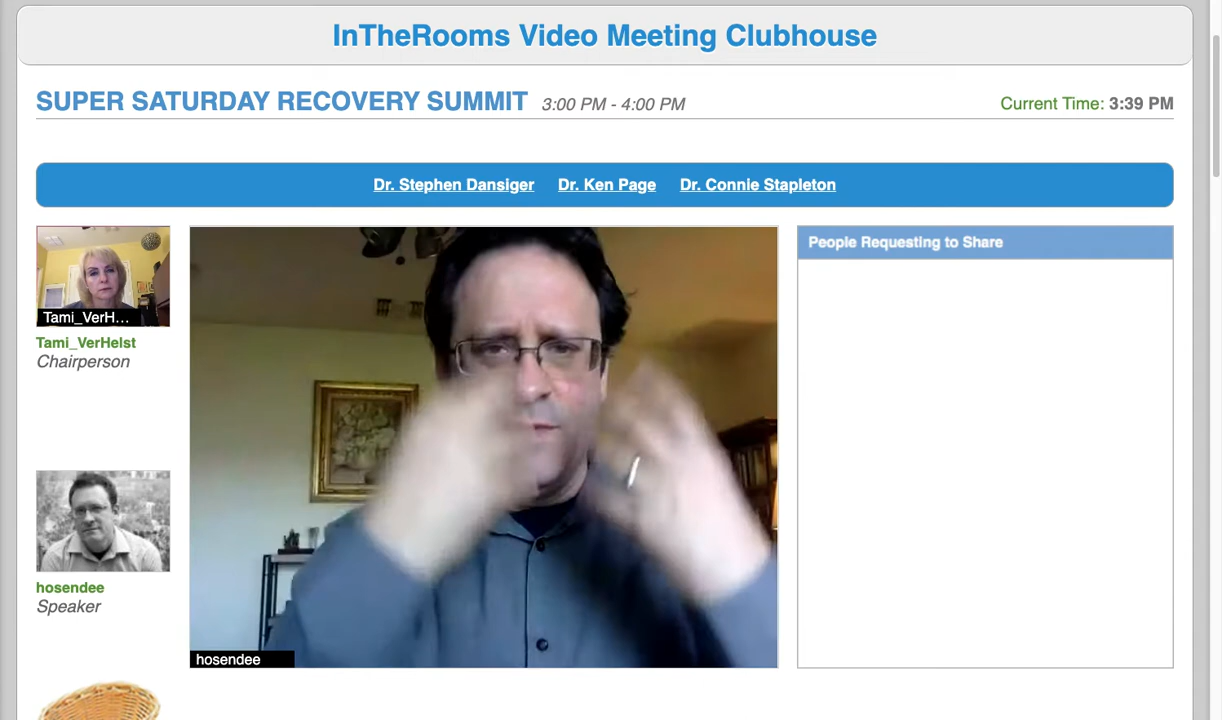 InTheRooms Video Meeting Clubhouse
SUPER SATURDAY RECOVERY SUMMIT 3:00 PM - 4:00 PM
Current Time: 3:39 PM
Dr. Stephen Dansiger Dr. Ken Page Dr. Connie Stapleton
Tami_VerH...
Tami_VerHelst
Chairperson
hosendee
Speaker
hosendee
People Requesting to Share